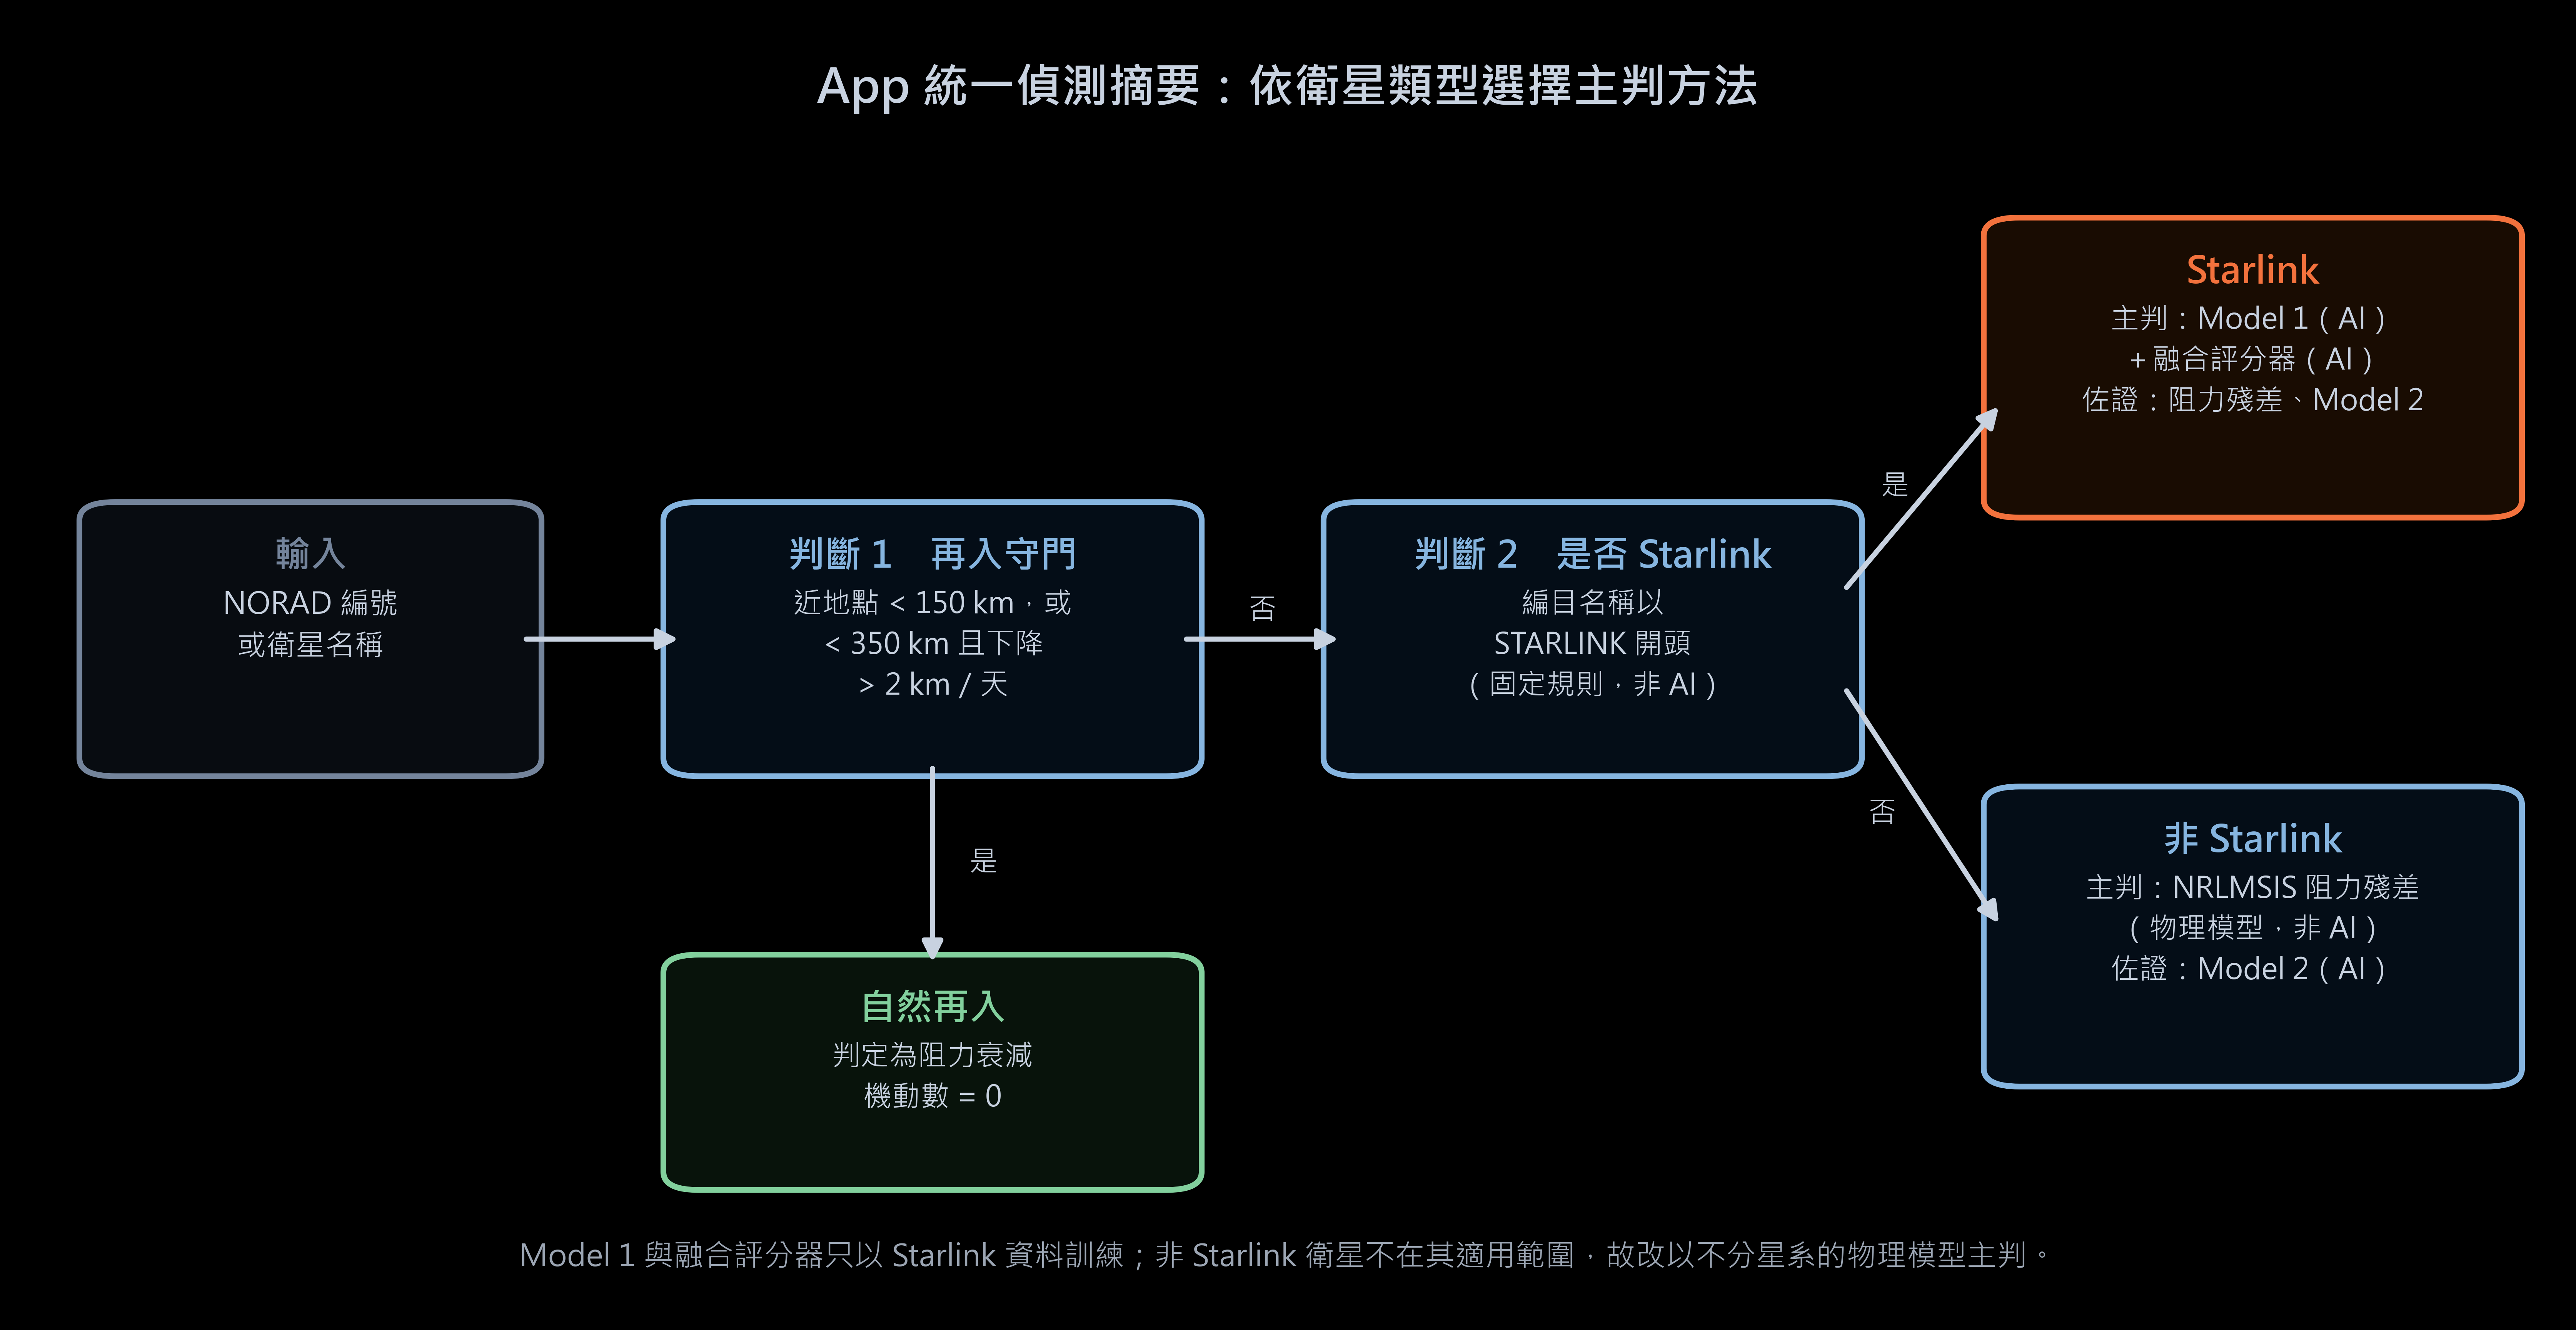 App 統一偵測摘要：依衛星類型選擇主判方法
輸入
NORAD 編號
或衛星名稱
判斷 1　再入守門
近地點 < 150 km，或
< 350 km 且下降
> 2 km / 天
否
判斷 2　是否 Starlink
編目名稱以
STARLINK 開頭
（固定規則，非 AI）
是
Starlink
主判：Model 1（AI）
+ 融合評分器（AI）
佐證：阻力殘差、Model 2
否
非 Starlink
主判：NRLMSIS 阻力殘差
（物理模型，非 AI）
佐證：Model 2（AI）
是
自然再入
判定為阻力衰減
機動數 = 0
Model 1 與融合評分器只以 Starlink 資料訓練；非 Starlink 衛星不在其適用範圍，故改以不分星系的物理模型主判。